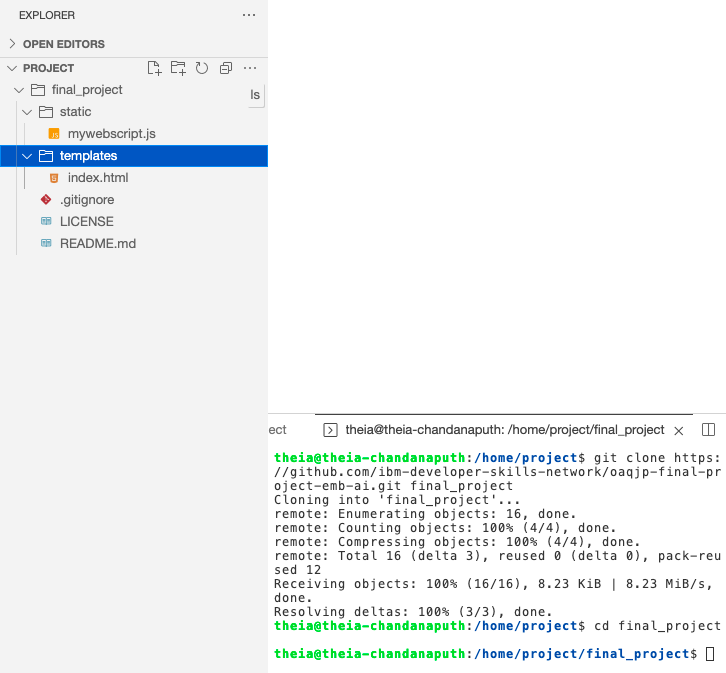 EXPLORER
OPEN EDITORS
PROJECT
final_project
ls
static
mywebscript.js
templates
index.html
.gitignore
LICENSE
README.md
ect
theia@theia-chandanaputh: /home/project/final_project
theia@theia-chandanaputh:/home/project$ git clone https:
//github.com/ibm-developer-skills-network/oaqjp-final-pr
oject-emb-ai.git final_project
Cloning into 'final_project'...
remote: Enumerating objects: 16, done.
remote: Counting objects: 100% (4/4), done.
remote: Compressing objects: 100% (4/4), done.
remote: Total 16 (delta 3), reused 0 (delta 0), pack-reu
sed 12
Receiving objects: 100% (16/16), 8.23 KiB | 8.23 MiB/s,
done.
Resolving deltas: 100% (3/3), done.
theia@theia-chandanaputh:/home/project$ cd final_project
theia@theia-chandanaputh:/home/project/final_project$